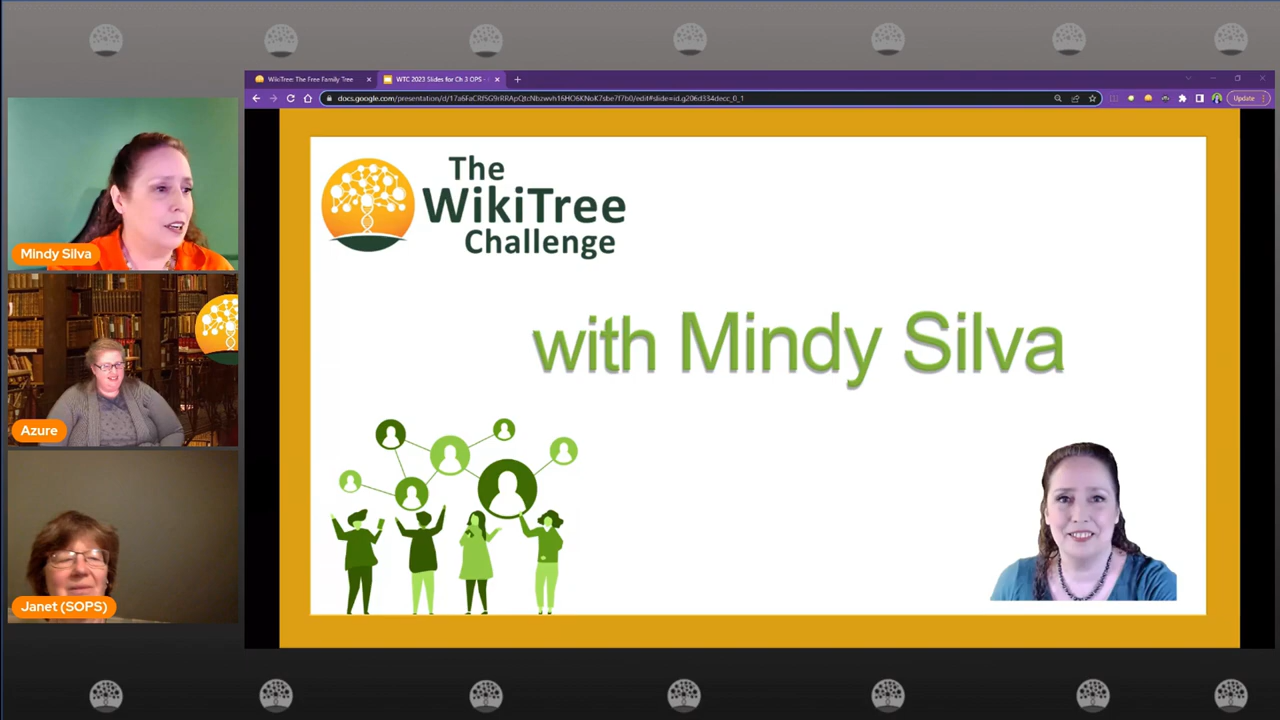 WikiTree: The Free Family Tree
WTC 2023 Slides for Ch 3 OPS -
Update
The
WikiTree
Challenge
with Mindy Silva
Mindy Silva
Azure
Janet (SOPS)